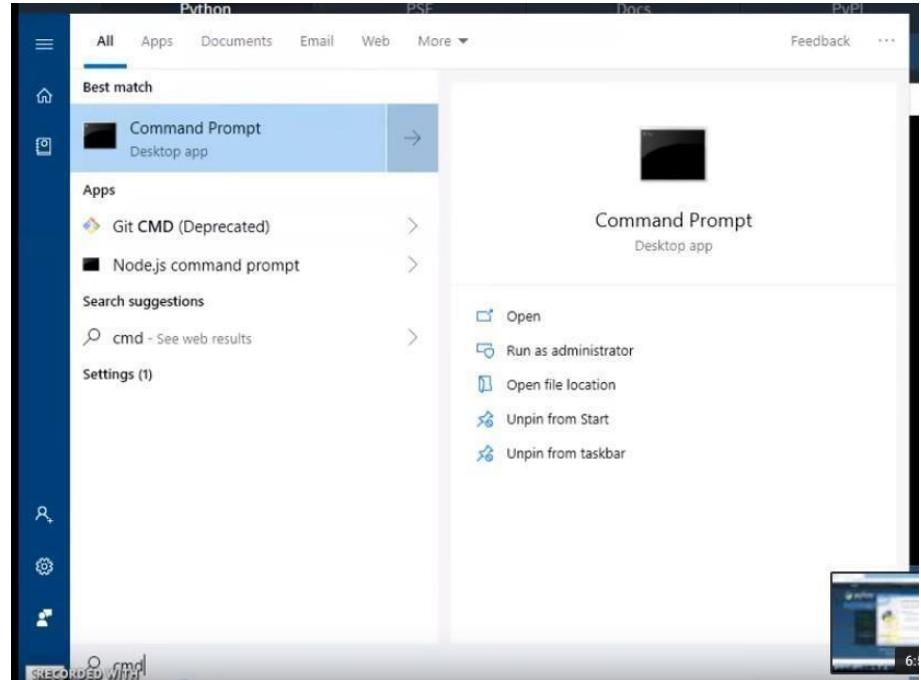 Python PSF Docs PyPI
All Apps Documents Email Web More Feedback ...
Best match
Command Prompt
Desktop app
Apps
Git CMD (Deprecated)
Node.js command prompt
Search suggestions
cmd - See web results
Settings (1)
Command Prompt
Desktop app
Open
Run as administrator
Open file location
Unpin from Start
Unpin from taskbar
cmd
RECORDED WITH